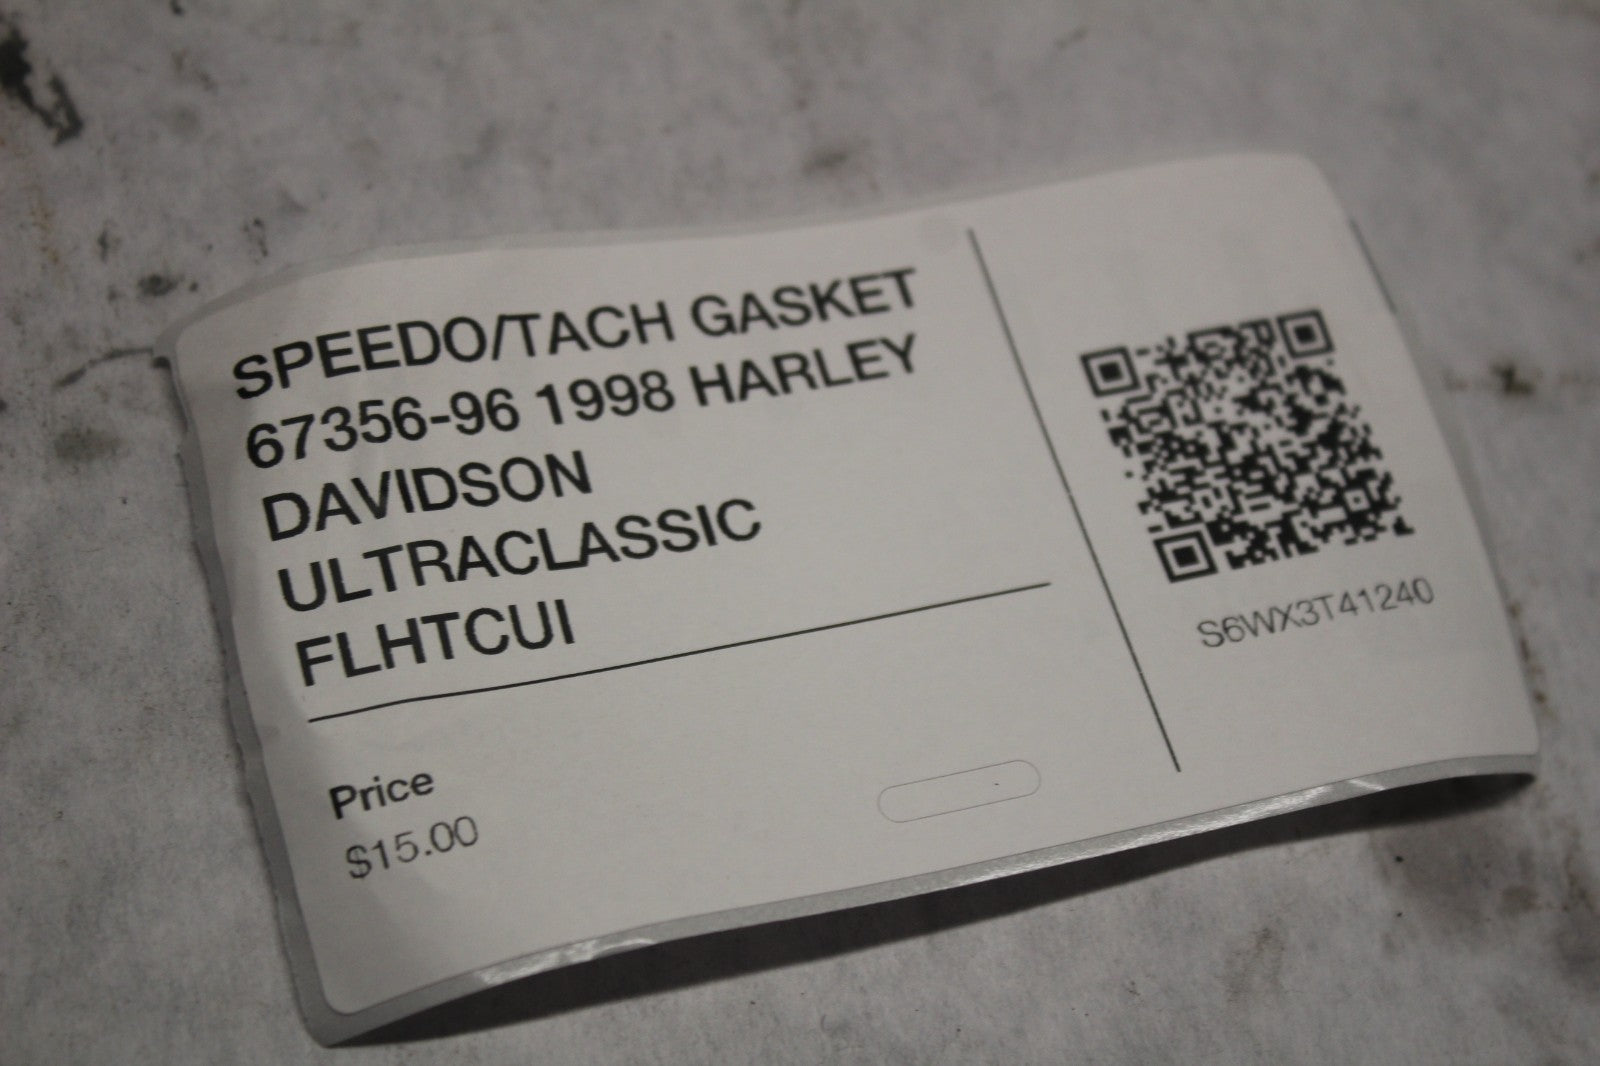 SPEEDO/TACH GASKET
67356-96 1998 HARLEY
DAVIDSON
ULTRACLASSIC
FLHTCUI
Price
$15.00
S6WX3T41240